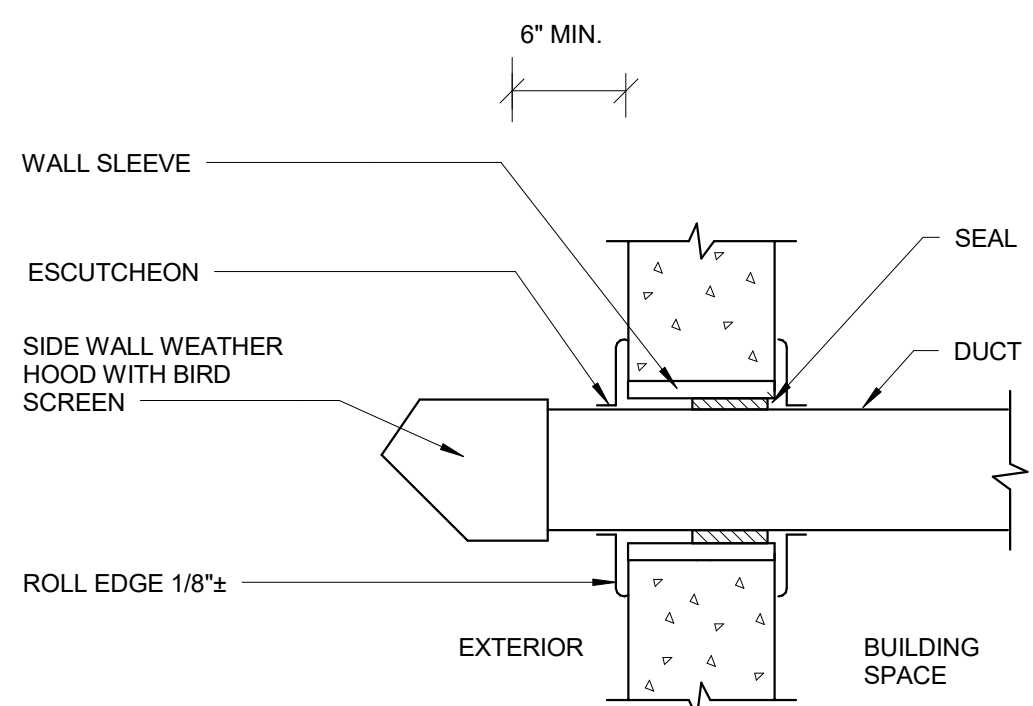 6" MIN.
WALL SLEEVE
SEAL
ESCUTCHEON
SIDE WALL WEATHER
HOOD WITH BIRD
SCREEN
DUCT
ROLL EDGE 1/8"±
EXTERIOR
BUILDING
SPACE